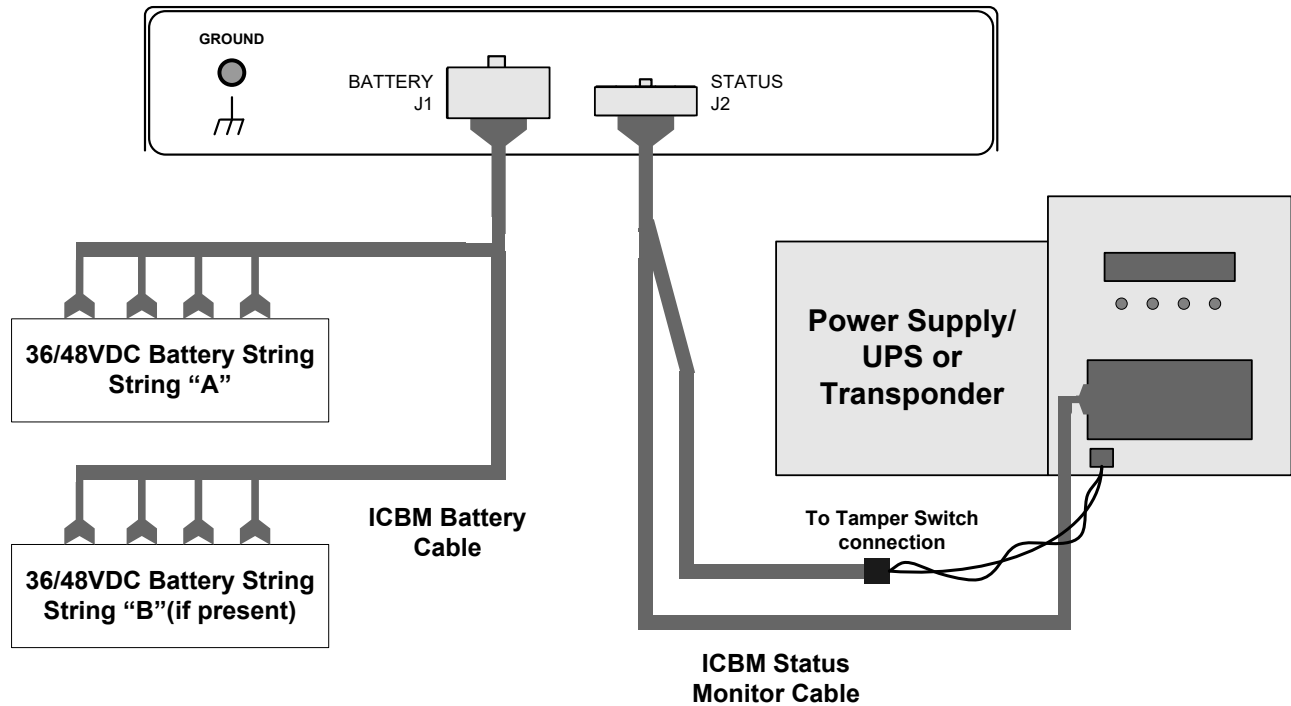 GROUND
BATTERY
J1
STATUS
J2
36/48VDC Battery String
String “A”
Power Supply/
UPS or
Transponder
ICBM Battery
Cable
To Tamper Switch
connection
36/48VDC Battery String
String “B”(if present)
ICBM Status
Monitor Cable